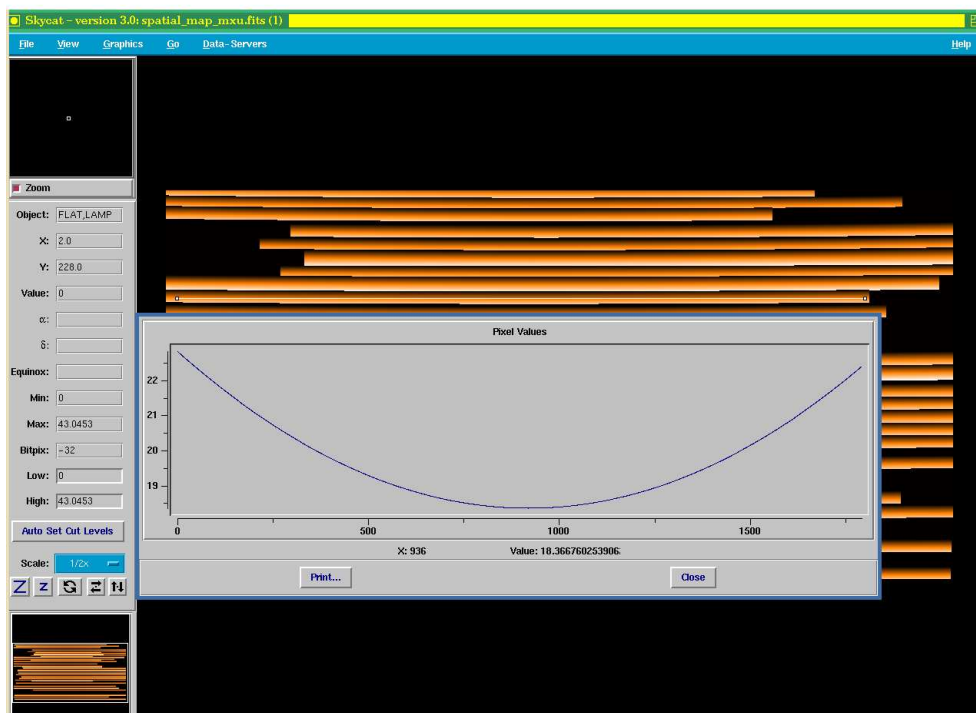 Skycat - version 3.0: spatial_map_mxu.fits (1)
File View Graphics Go Data-Servers Help
Zoom
Object: FLAT,LAMP
X: 2.0
Y: 228.0
Value: 0
α:
δ:
Equinox:
Min: 0
Max: 43.0453
Bitpix: -32
Low: 0
High: 43.0453
Auto Set Cut Levels
Scale: 1/2x
Z z
Pixel Values
22
21
20
19
0 500 1000 1500
X: 936 Value: 18.366760253906
Print... Close